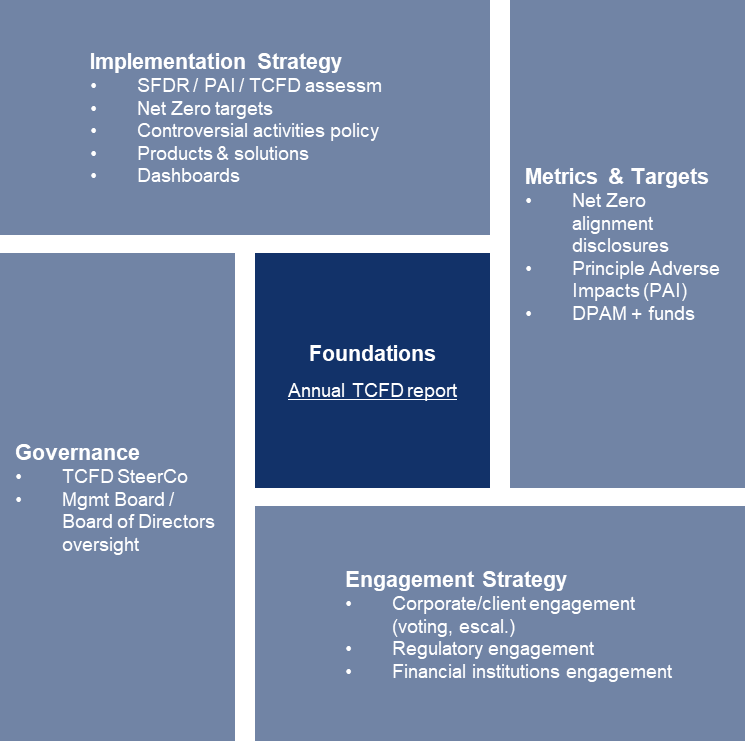 Implementation Strategy
• SFDR / PAI / TCFD assessm
• Net Zero targets
• Controversial activities policy
• Products & solutions
• Dashboards
Metrics & Targets
• Net Zero
alignment
disclosures
• Principle Adverse
Impacts (PAI)
• DPAM + funds
Foundations
Annual TCFD report
Governance
• TCFD SteerCo
• Mgmt Board /
Board of Directors
oversight
Engagement Strategy
• Corporate/client engagement
(voting, escal.)
• Regulatory engagement
• Financial institutions engagement